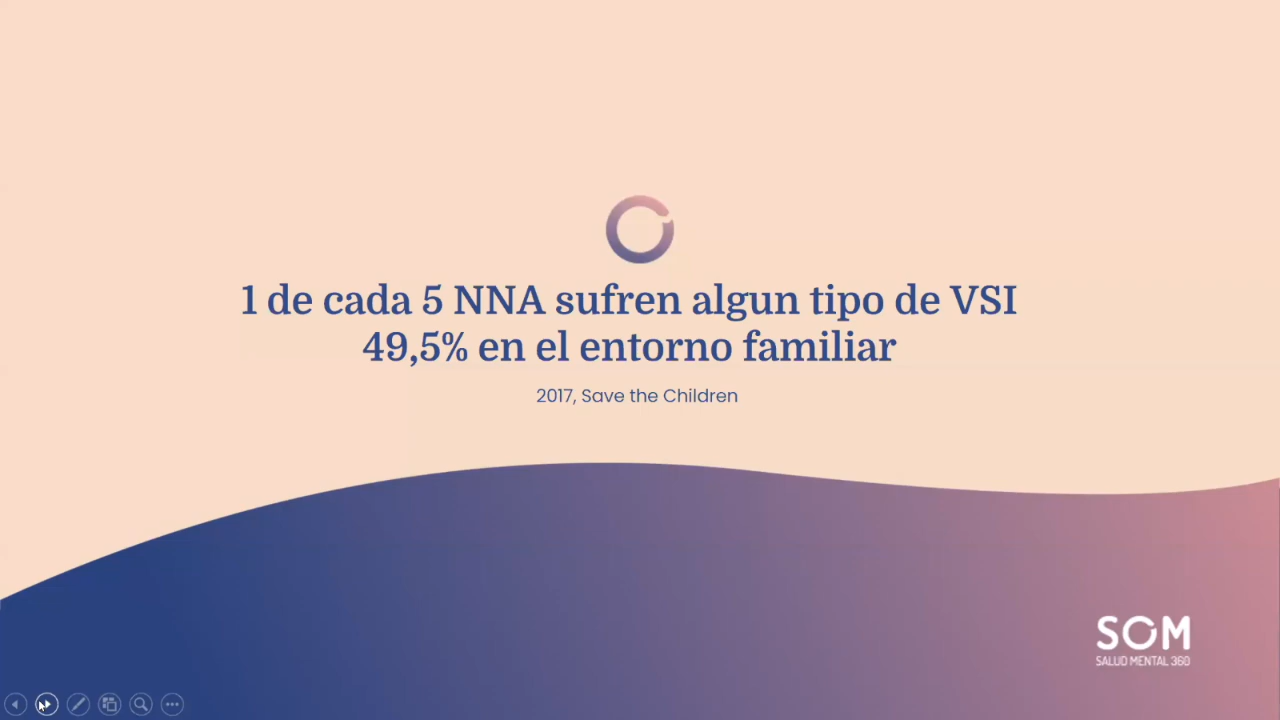 1 de cada 5 NNA sufren algun tipo de VSI
49,5% en el entorno familiar
2017, Save the Children
SOM
SALUD MENTAL 360